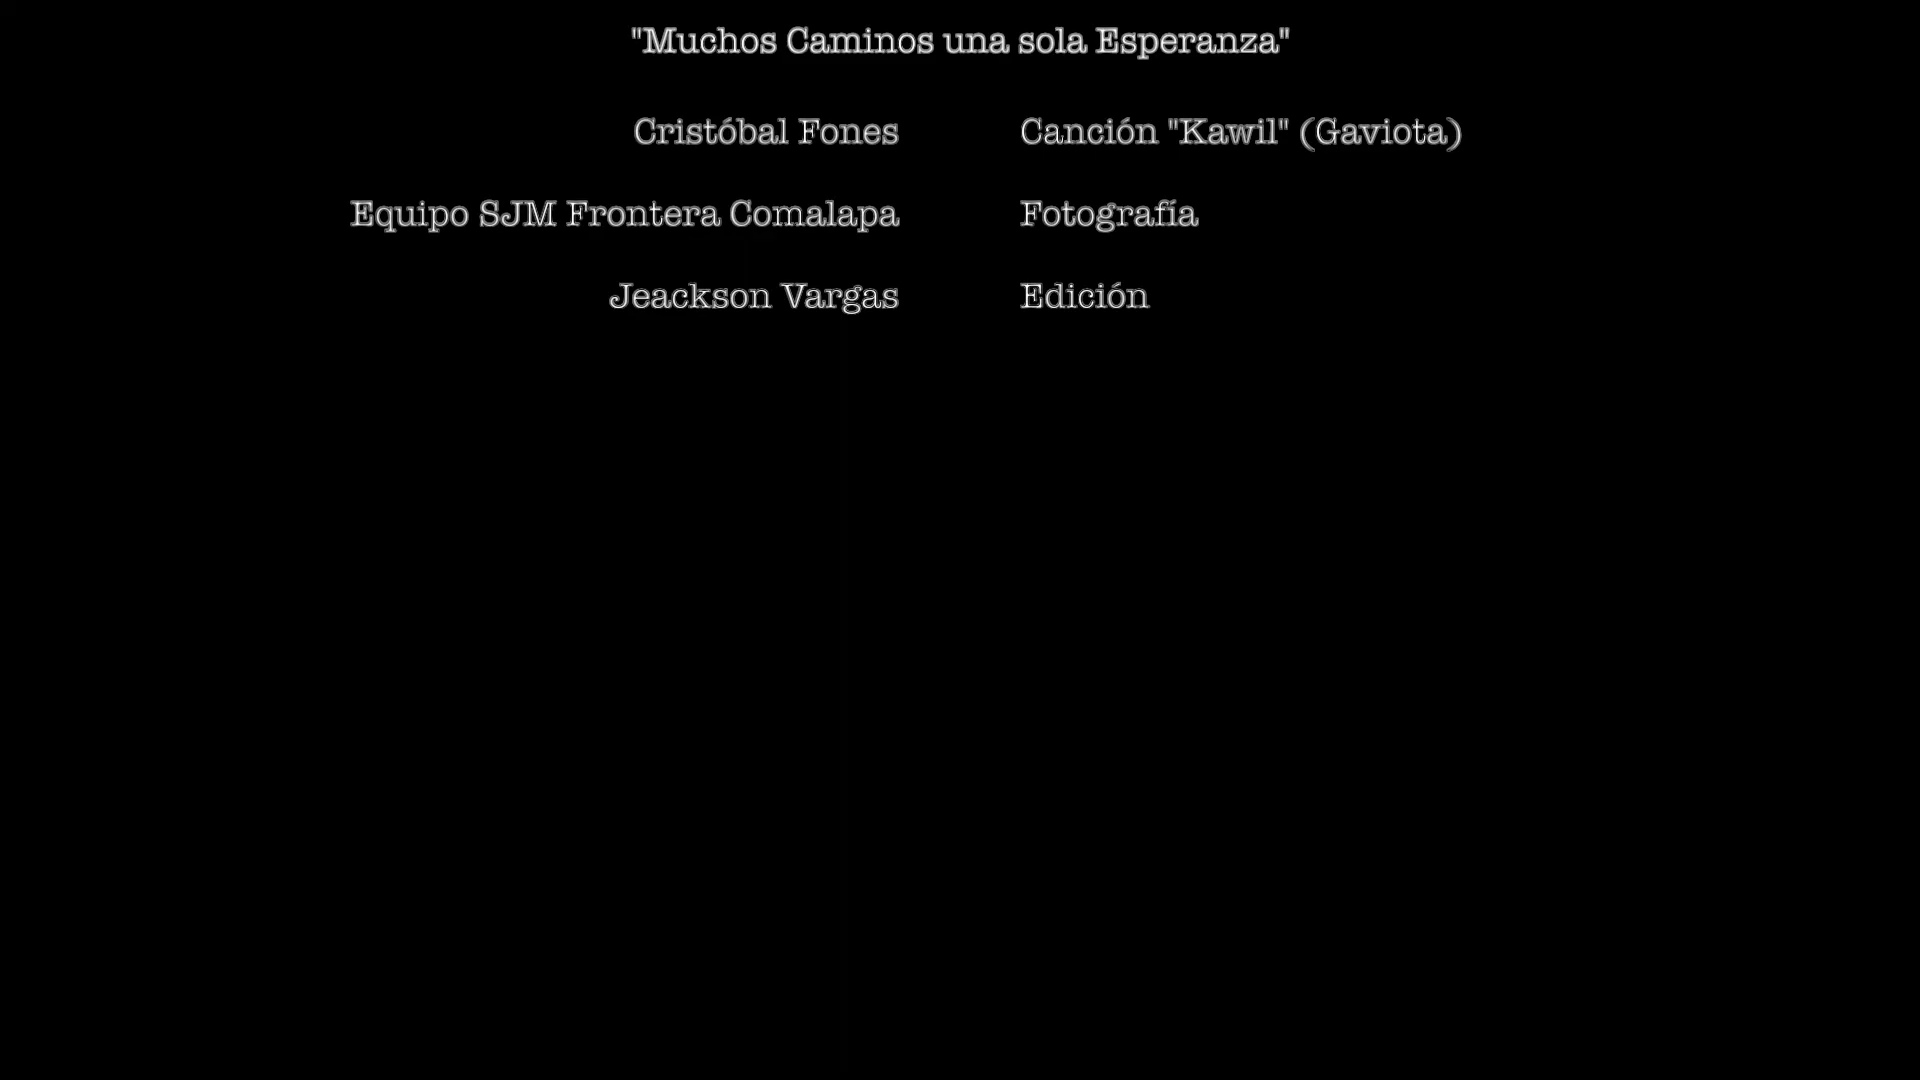 "Muchos Caminos una sola Esperanza"
Cristóbal Fones Canción "Kawil" (Gaviota)
Equipo SJM Frontera Comalapa Fotografía
Jeackson Vargas Edición